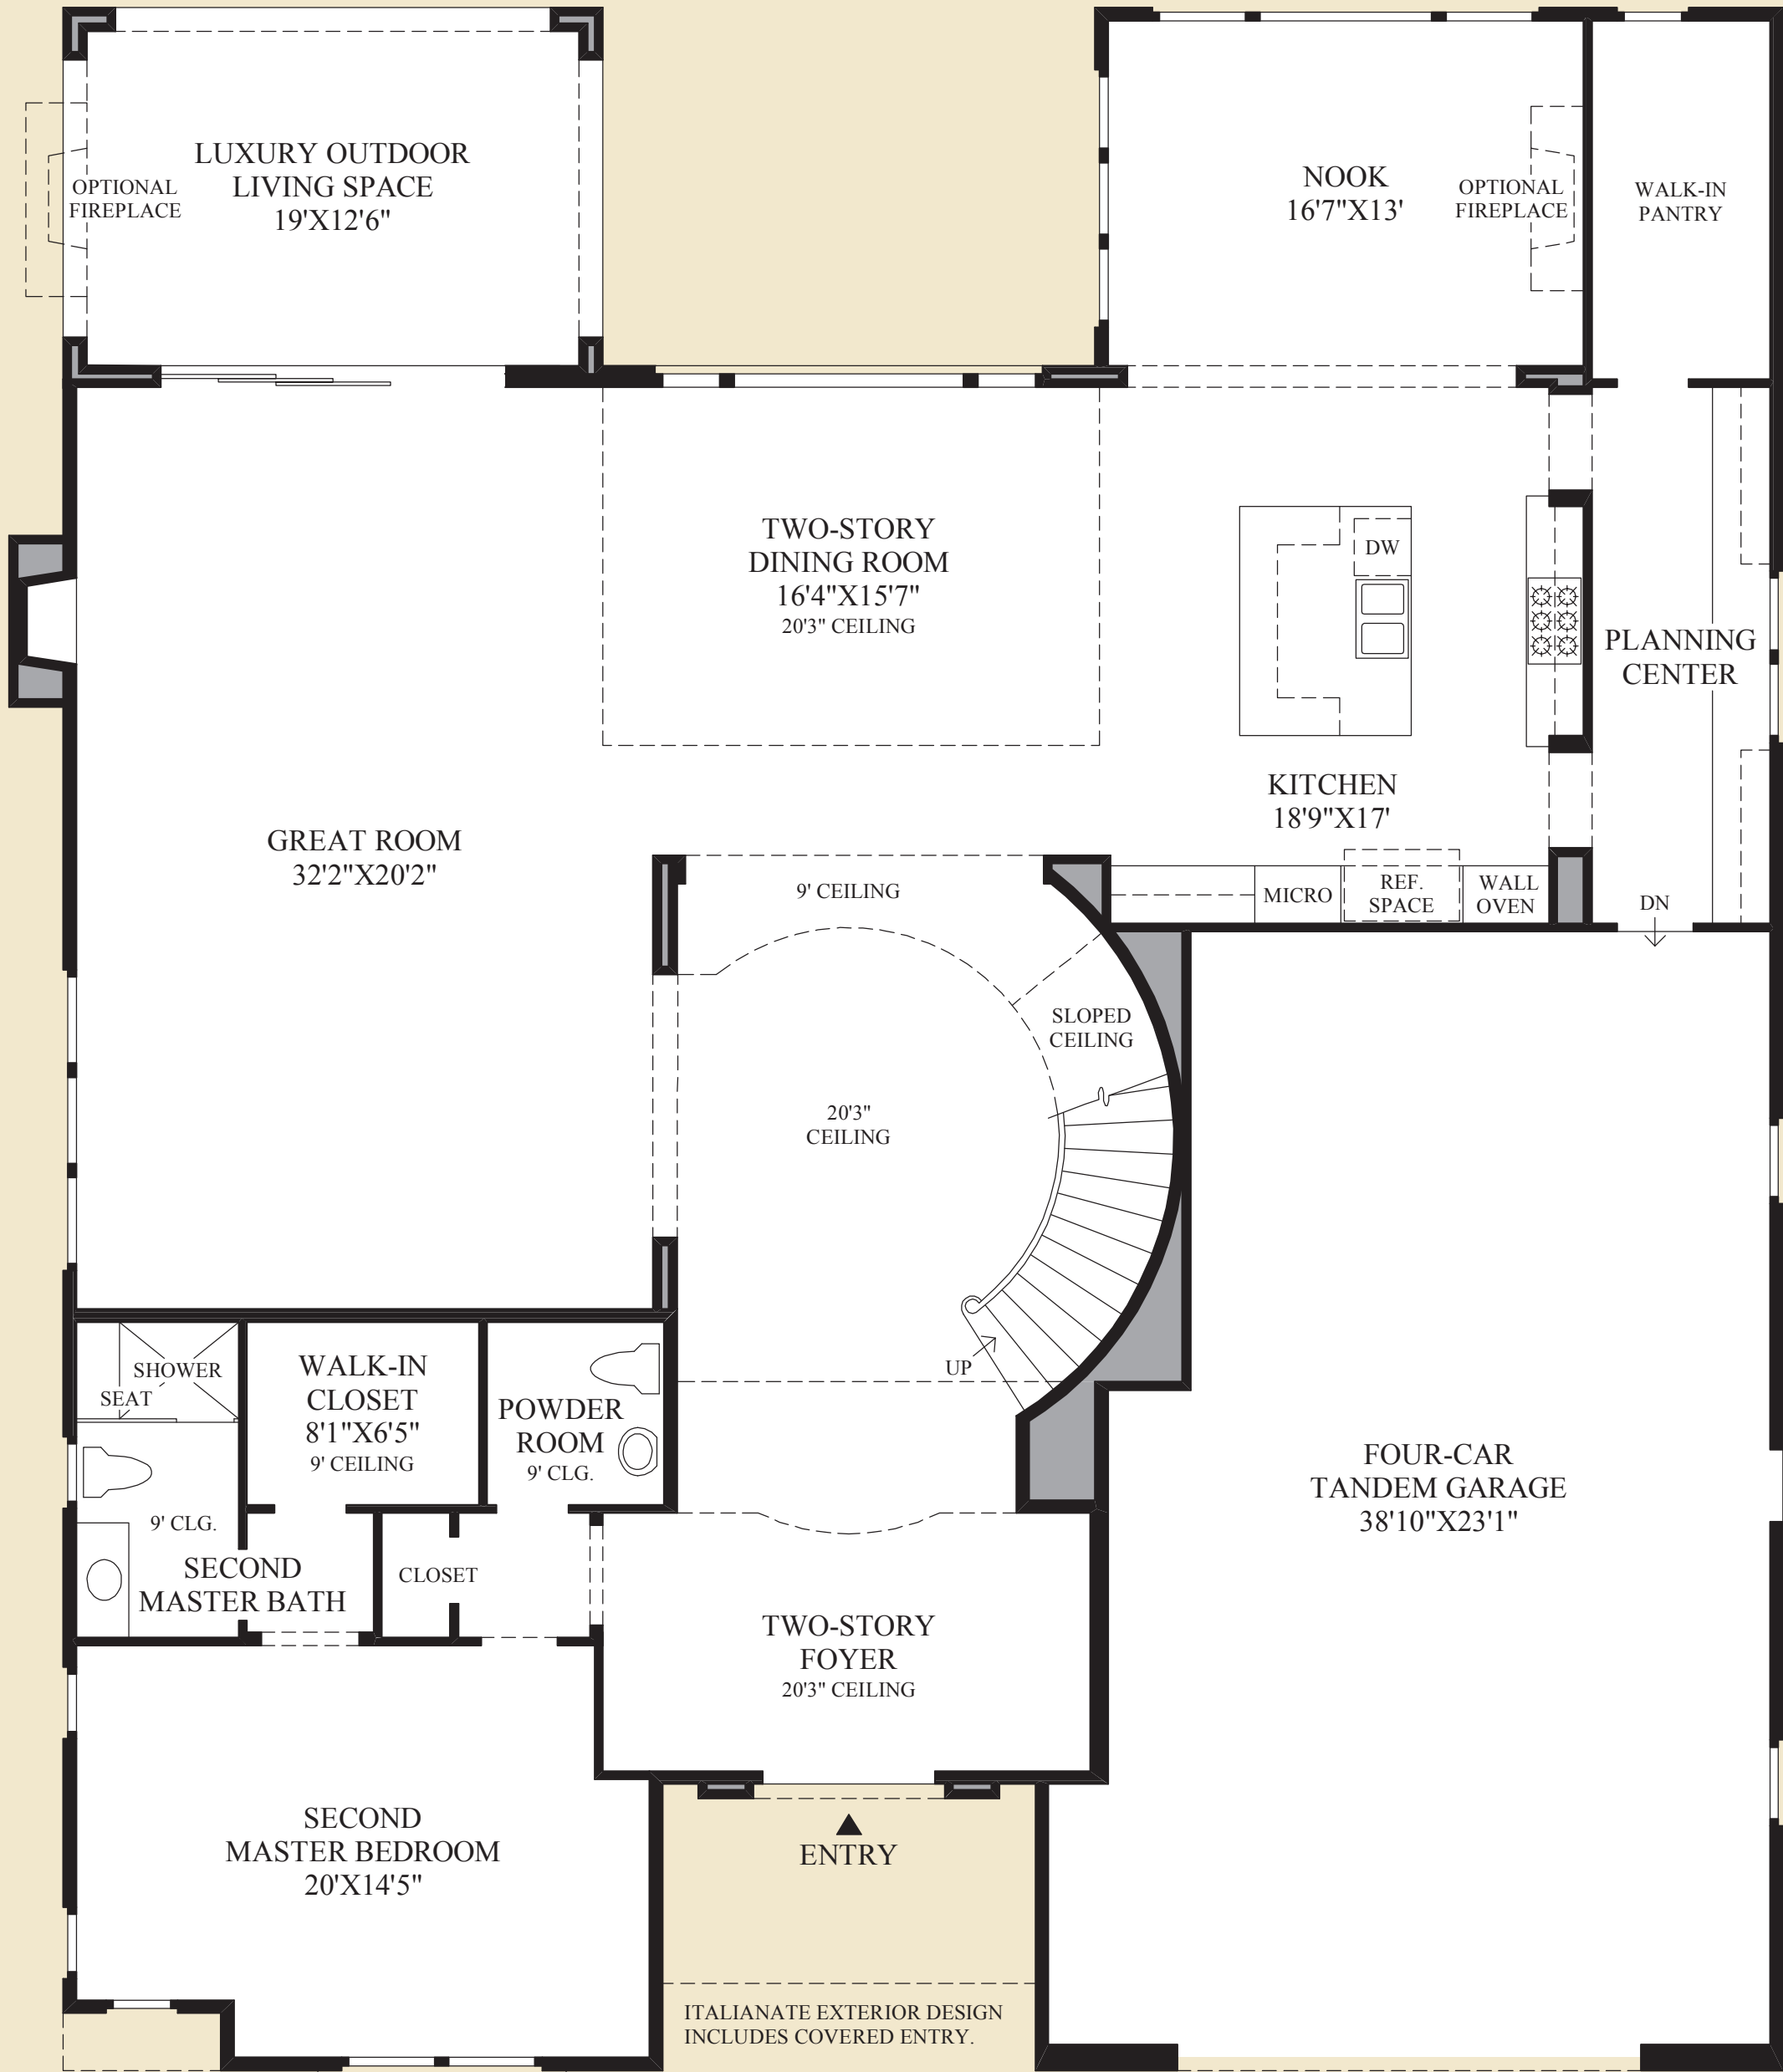 LUXURY OUTDOOR
LIVING SPACE
19'X12'6"
OPTIONAL
FIREPLACE
NOOK
16'7"X13'
OPTIONAL
FIREPLACE
WALK-IN
PANTRY
TWO-STORY
DINING ROOM
16'4"X15'7"
20'3" CEILING
DW
PLANNING
CENTER
KITCHEN
18'9"X17'
GREAT ROOM
32'2"X20'2"
9' CEILING
MICRO
REF.
SPACE
WALL
OVEN
DN
SLOPED
CEILING
20'3"
CEILING
UP
SHOWER
SEAT
WALK-IN
CLOSET
8'1"X6'5"
9' CEILING
POWDER
ROOM
9' CLG.
9' CLG.
SECOND
MASTER BATH
CLOSET
FOUR-CAR
TANDEM GARAGE
38'10"X23'1"
TWO-STORY
FOYER
20'3" CEILING
SECOND
MASTER BEDROOM
20'X14'5"
ENTRY
ITALIANATE EXTERIOR DESIGN
INCLUDES COVERED ENTRY.